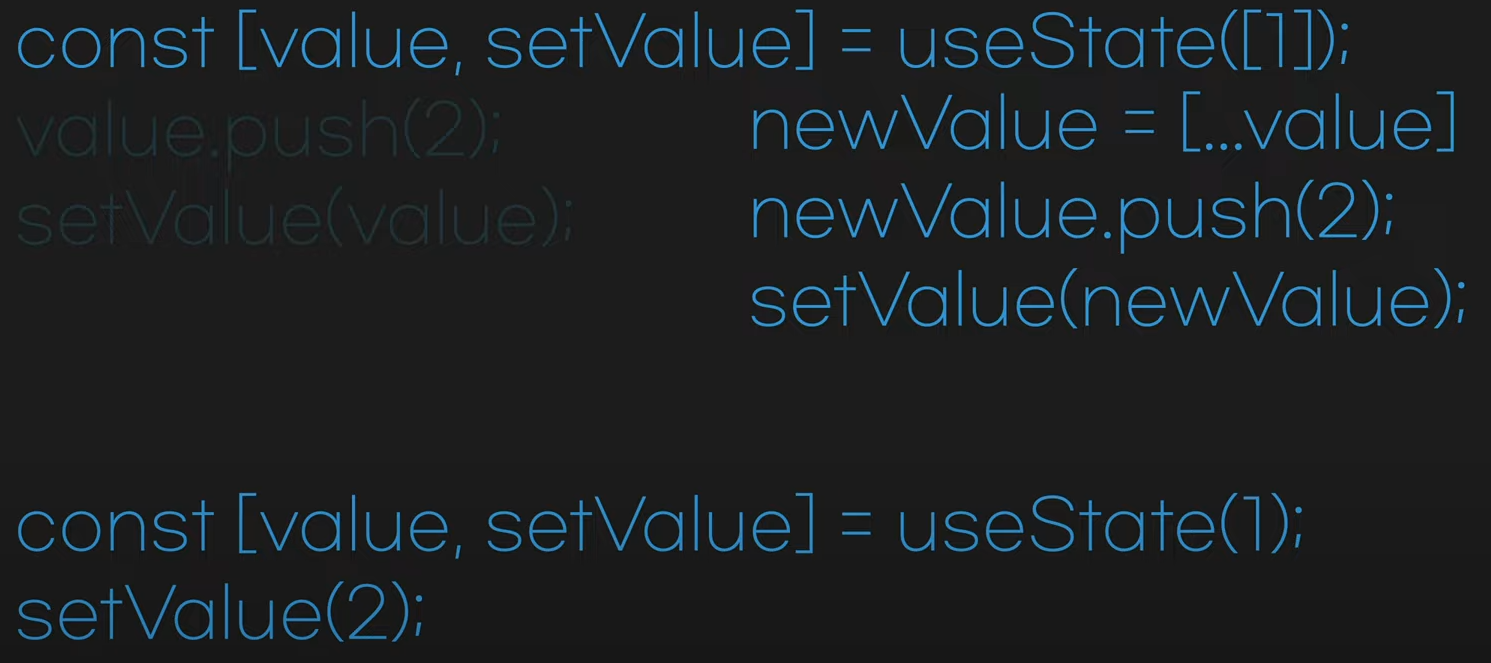 const [value, setValue] = useState([1]);
value.push(2);
setValue(value);
newValue = [...value]
newValue.push(2);
setValue(newValue);
const [value, setValue] = useState(1);
setValue(2);